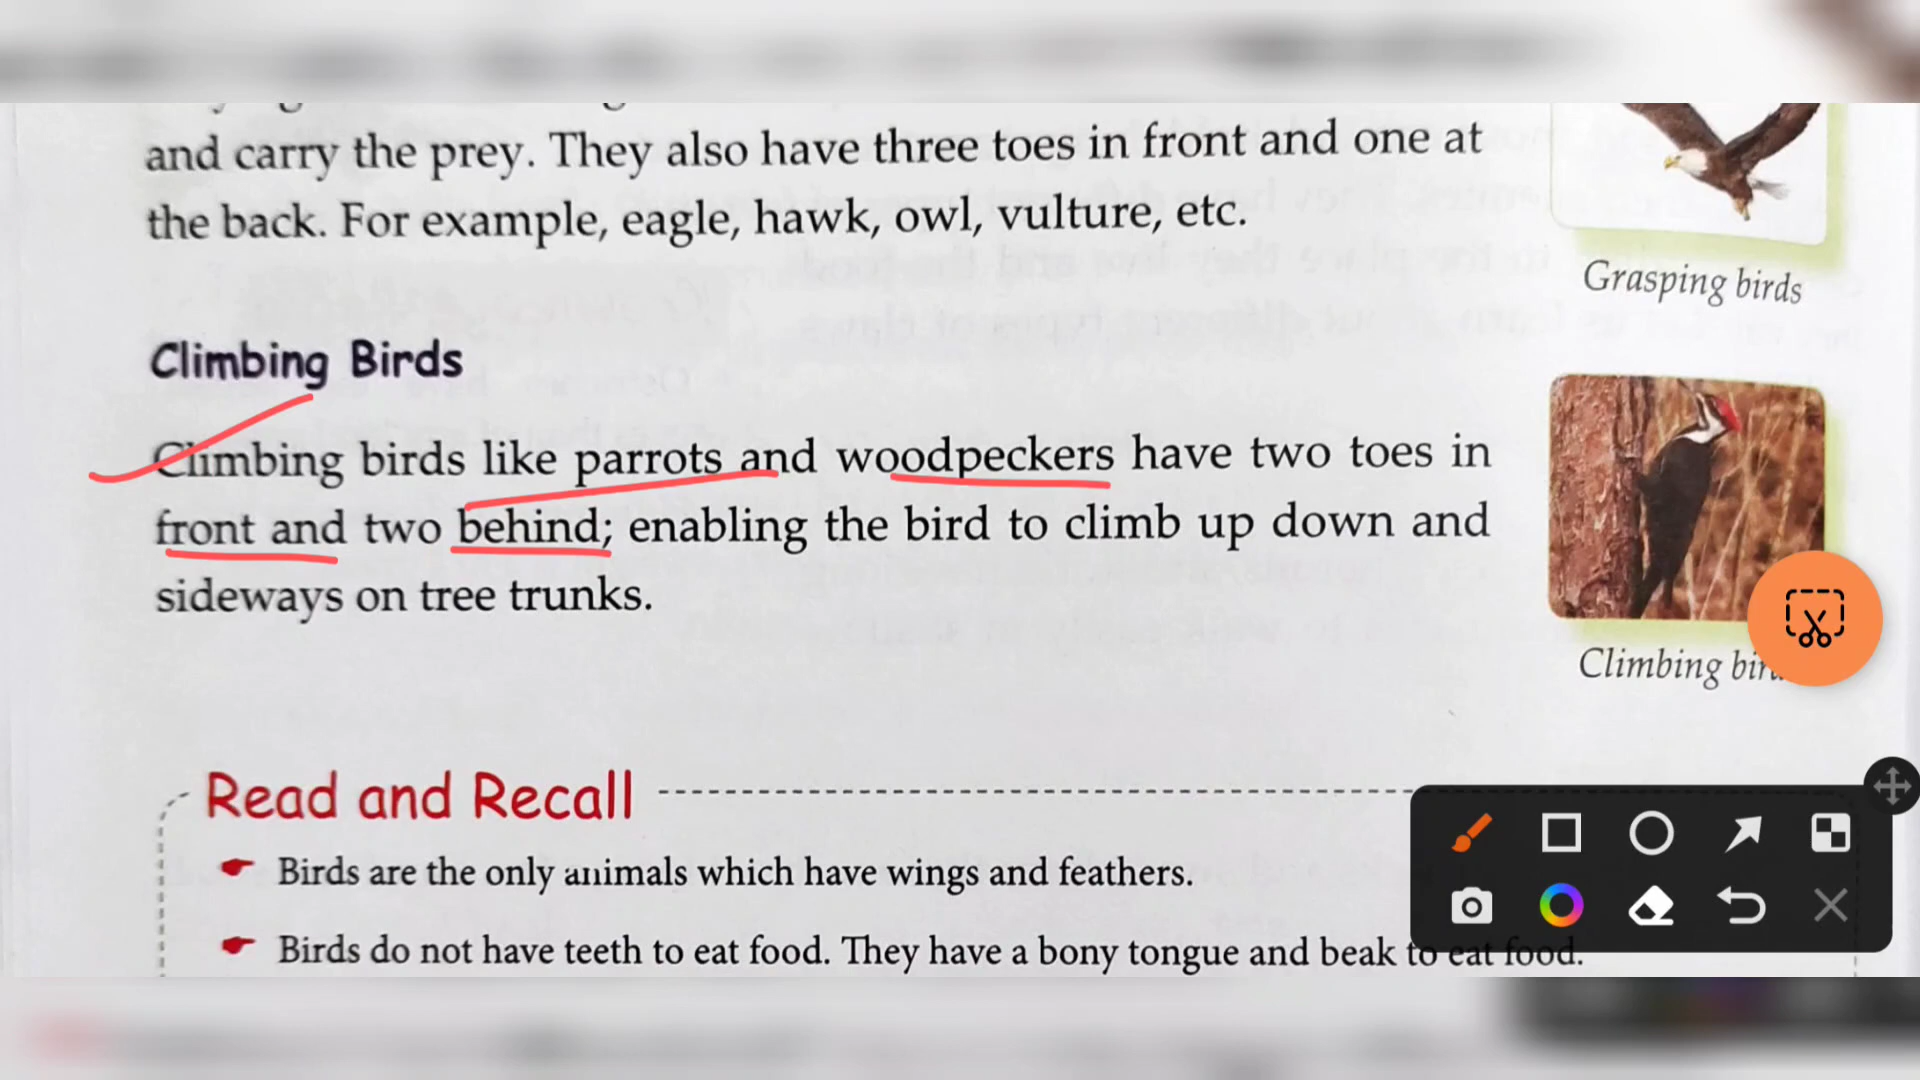 and carry the prey. They also have three toes in front and one at
the back. For example, eagle, hawk, owl, vulture, etc.
Grasping birds
Climbing Birds
Climbing birds like parrots and woodpeckers have two toes in
front and two behind; enabling the bird to climb up down and
sideways on tree trunks.
Climbing
Read and Recall
Birds are the only animals which have wings and feathers.
Birds do not have teeth to eat food. They have a bony tongue and beak to eat food.